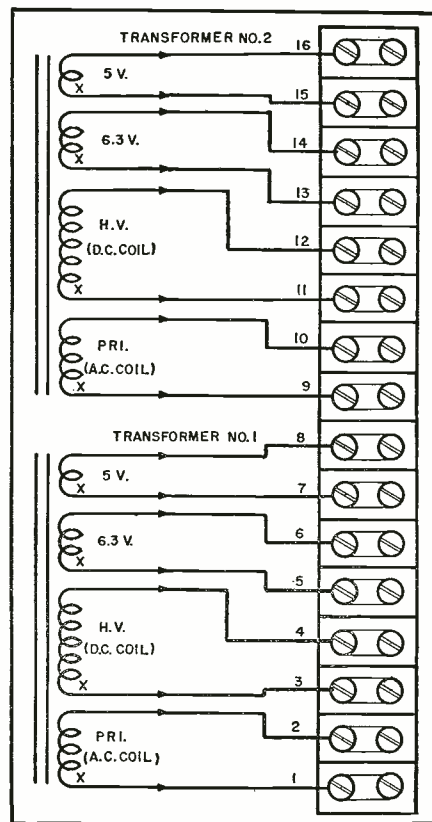 TRANSFORMER NO.2
16
5 V.
X
15
14
6.3 V.
13
H.V.
(D.C. COIL)
12
X
11
PRI.
(A.C. COIL)
10
X
9
TRANSFORMER NO.1
8
5 V.
X
7
6
6.3 V.
5
H.V.
(D.C. COIL)
4
X
3
PRI.
(A.C. COIL)
2
X
1